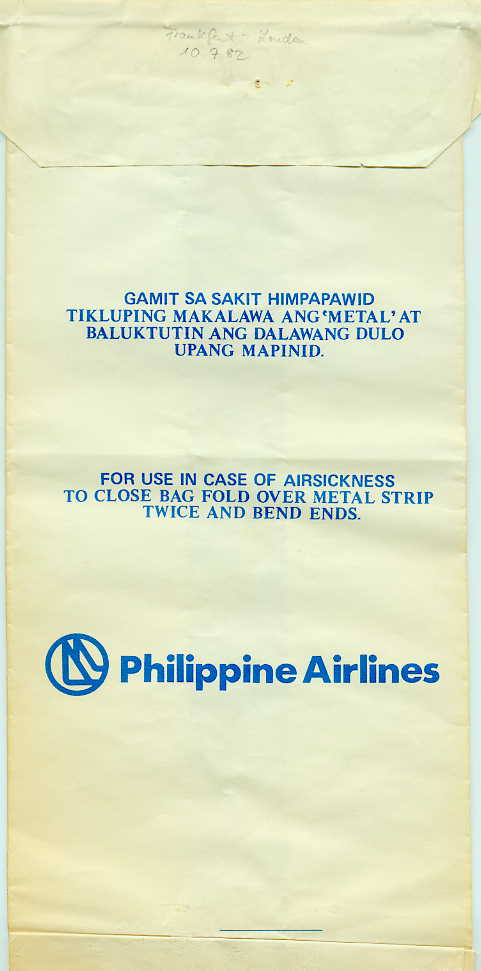 Frankfurt - London
10 7 82
GAMIT SA SAKIT HIMPAPAWID
TIKLUPING MAKALAWA ANG ‘METAL’ AT
BALUKTUTIN ANG DALAWANG DULO
UPANG MAPINID.
FOR USE IN CASE OF AIRSICKNESS
TO CLOSE BAG FOLD OVER METAL STRIP
TWICE AND BEND ENDS.
Philippine Airlines